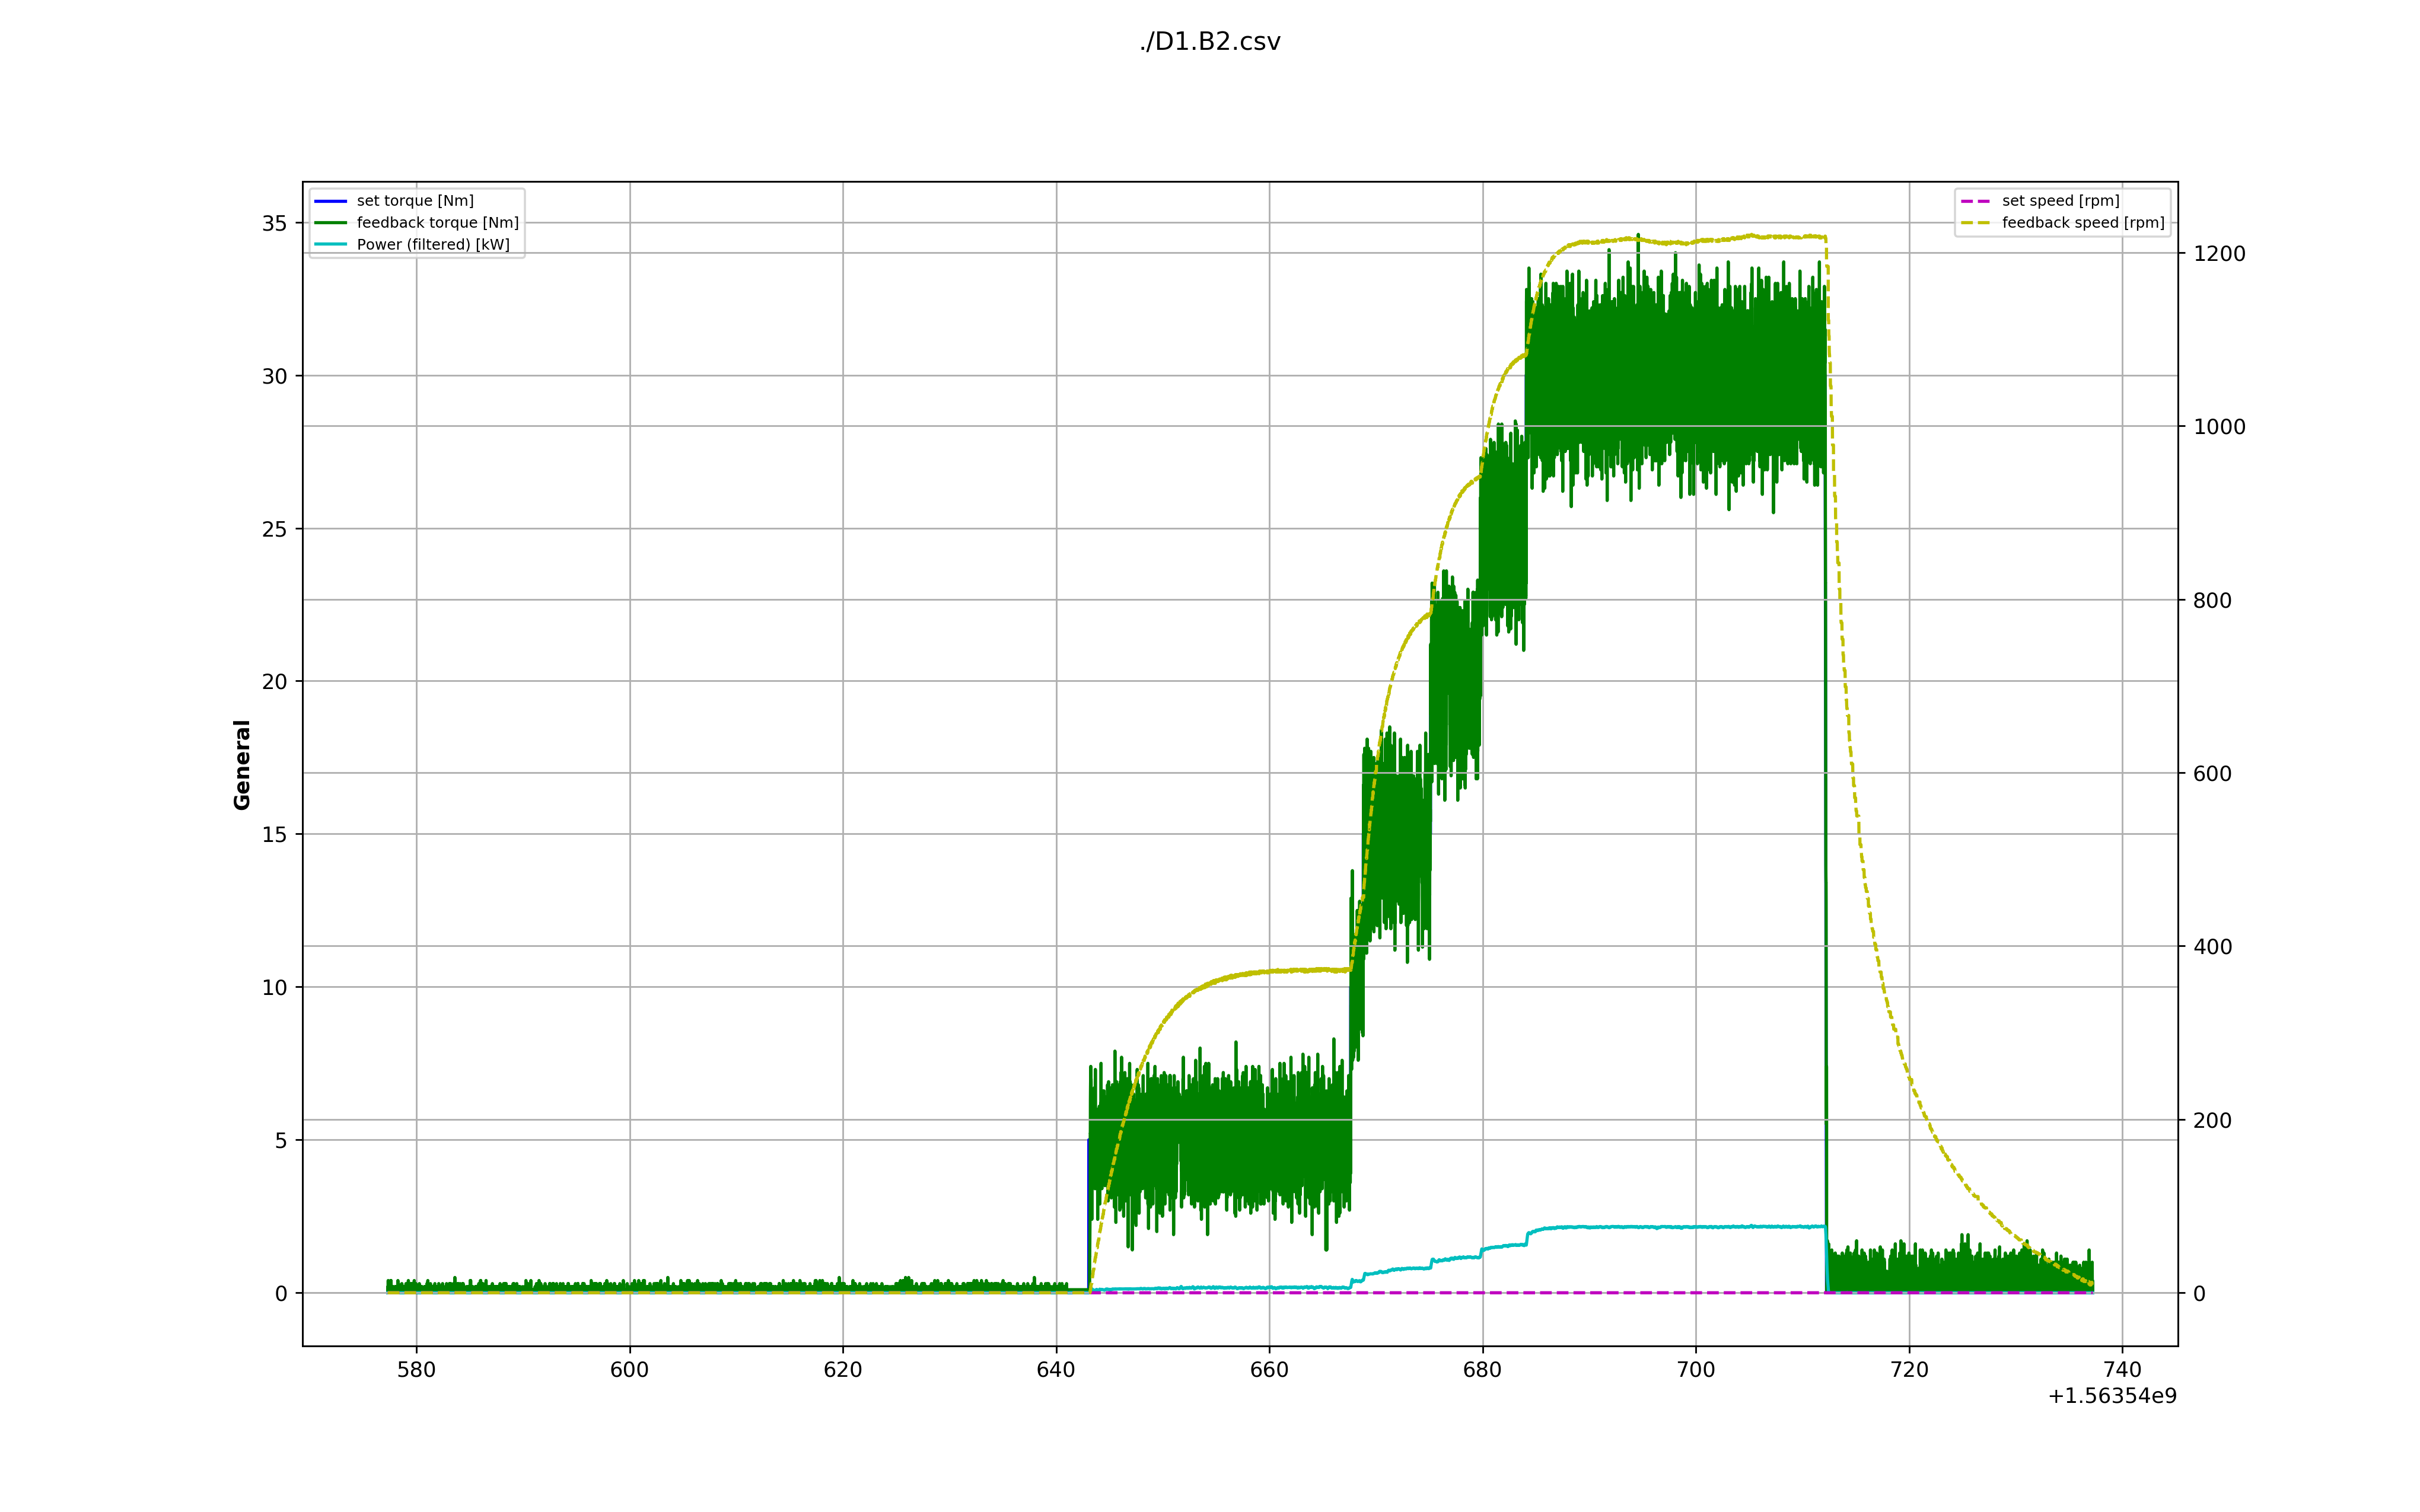 ./D1.B2.csv
set torque [Nm]
feedback torque [Nm]
Power (filtered) [kW]
set speed [rpm]
feedback speed [rpm]
General
35
30
25
20
15
10
5
0
1200
1000
800
600
400
200
0
580 600 620 640 660 680 700 720 740
+1.56354e9